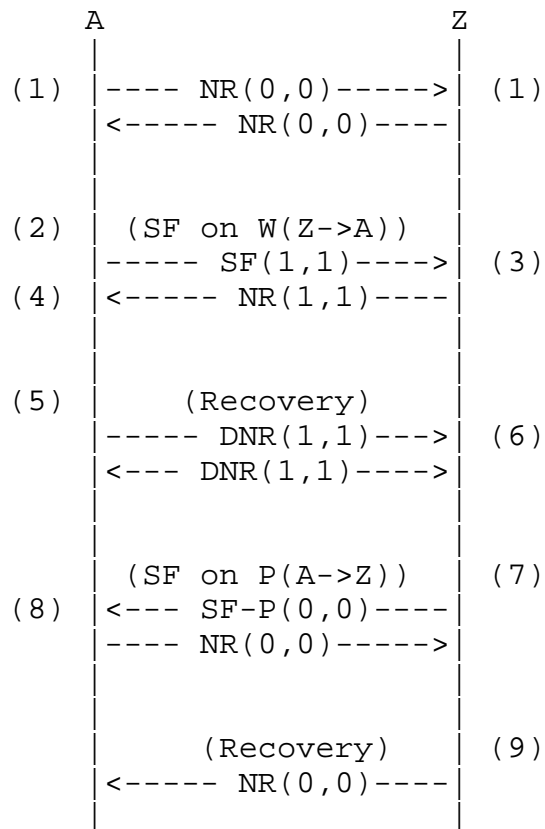 A Z
| |
(1) |---- NR(0,0)----->| (1)
|<----- NR(0,0)----|
| |
| |
(2) | (SF on W(Z->A)) |
|----- SF(1,1)---->| (3)
(4) |<----- NR(1,1)----|
| |
| |
(5) | (Recovery) |
|----- DNR(1,1)--->| (6)
|<--- DNR(1,1)---->|
| |
| |
| (SF on P(A->Z)) | (7)
(8) |<--- SF-P(0,0)----|
|---- NR(0,0)----->|
| |
| |
| (Recovery) | (9)
|<----- NR(0,0)----|
| |